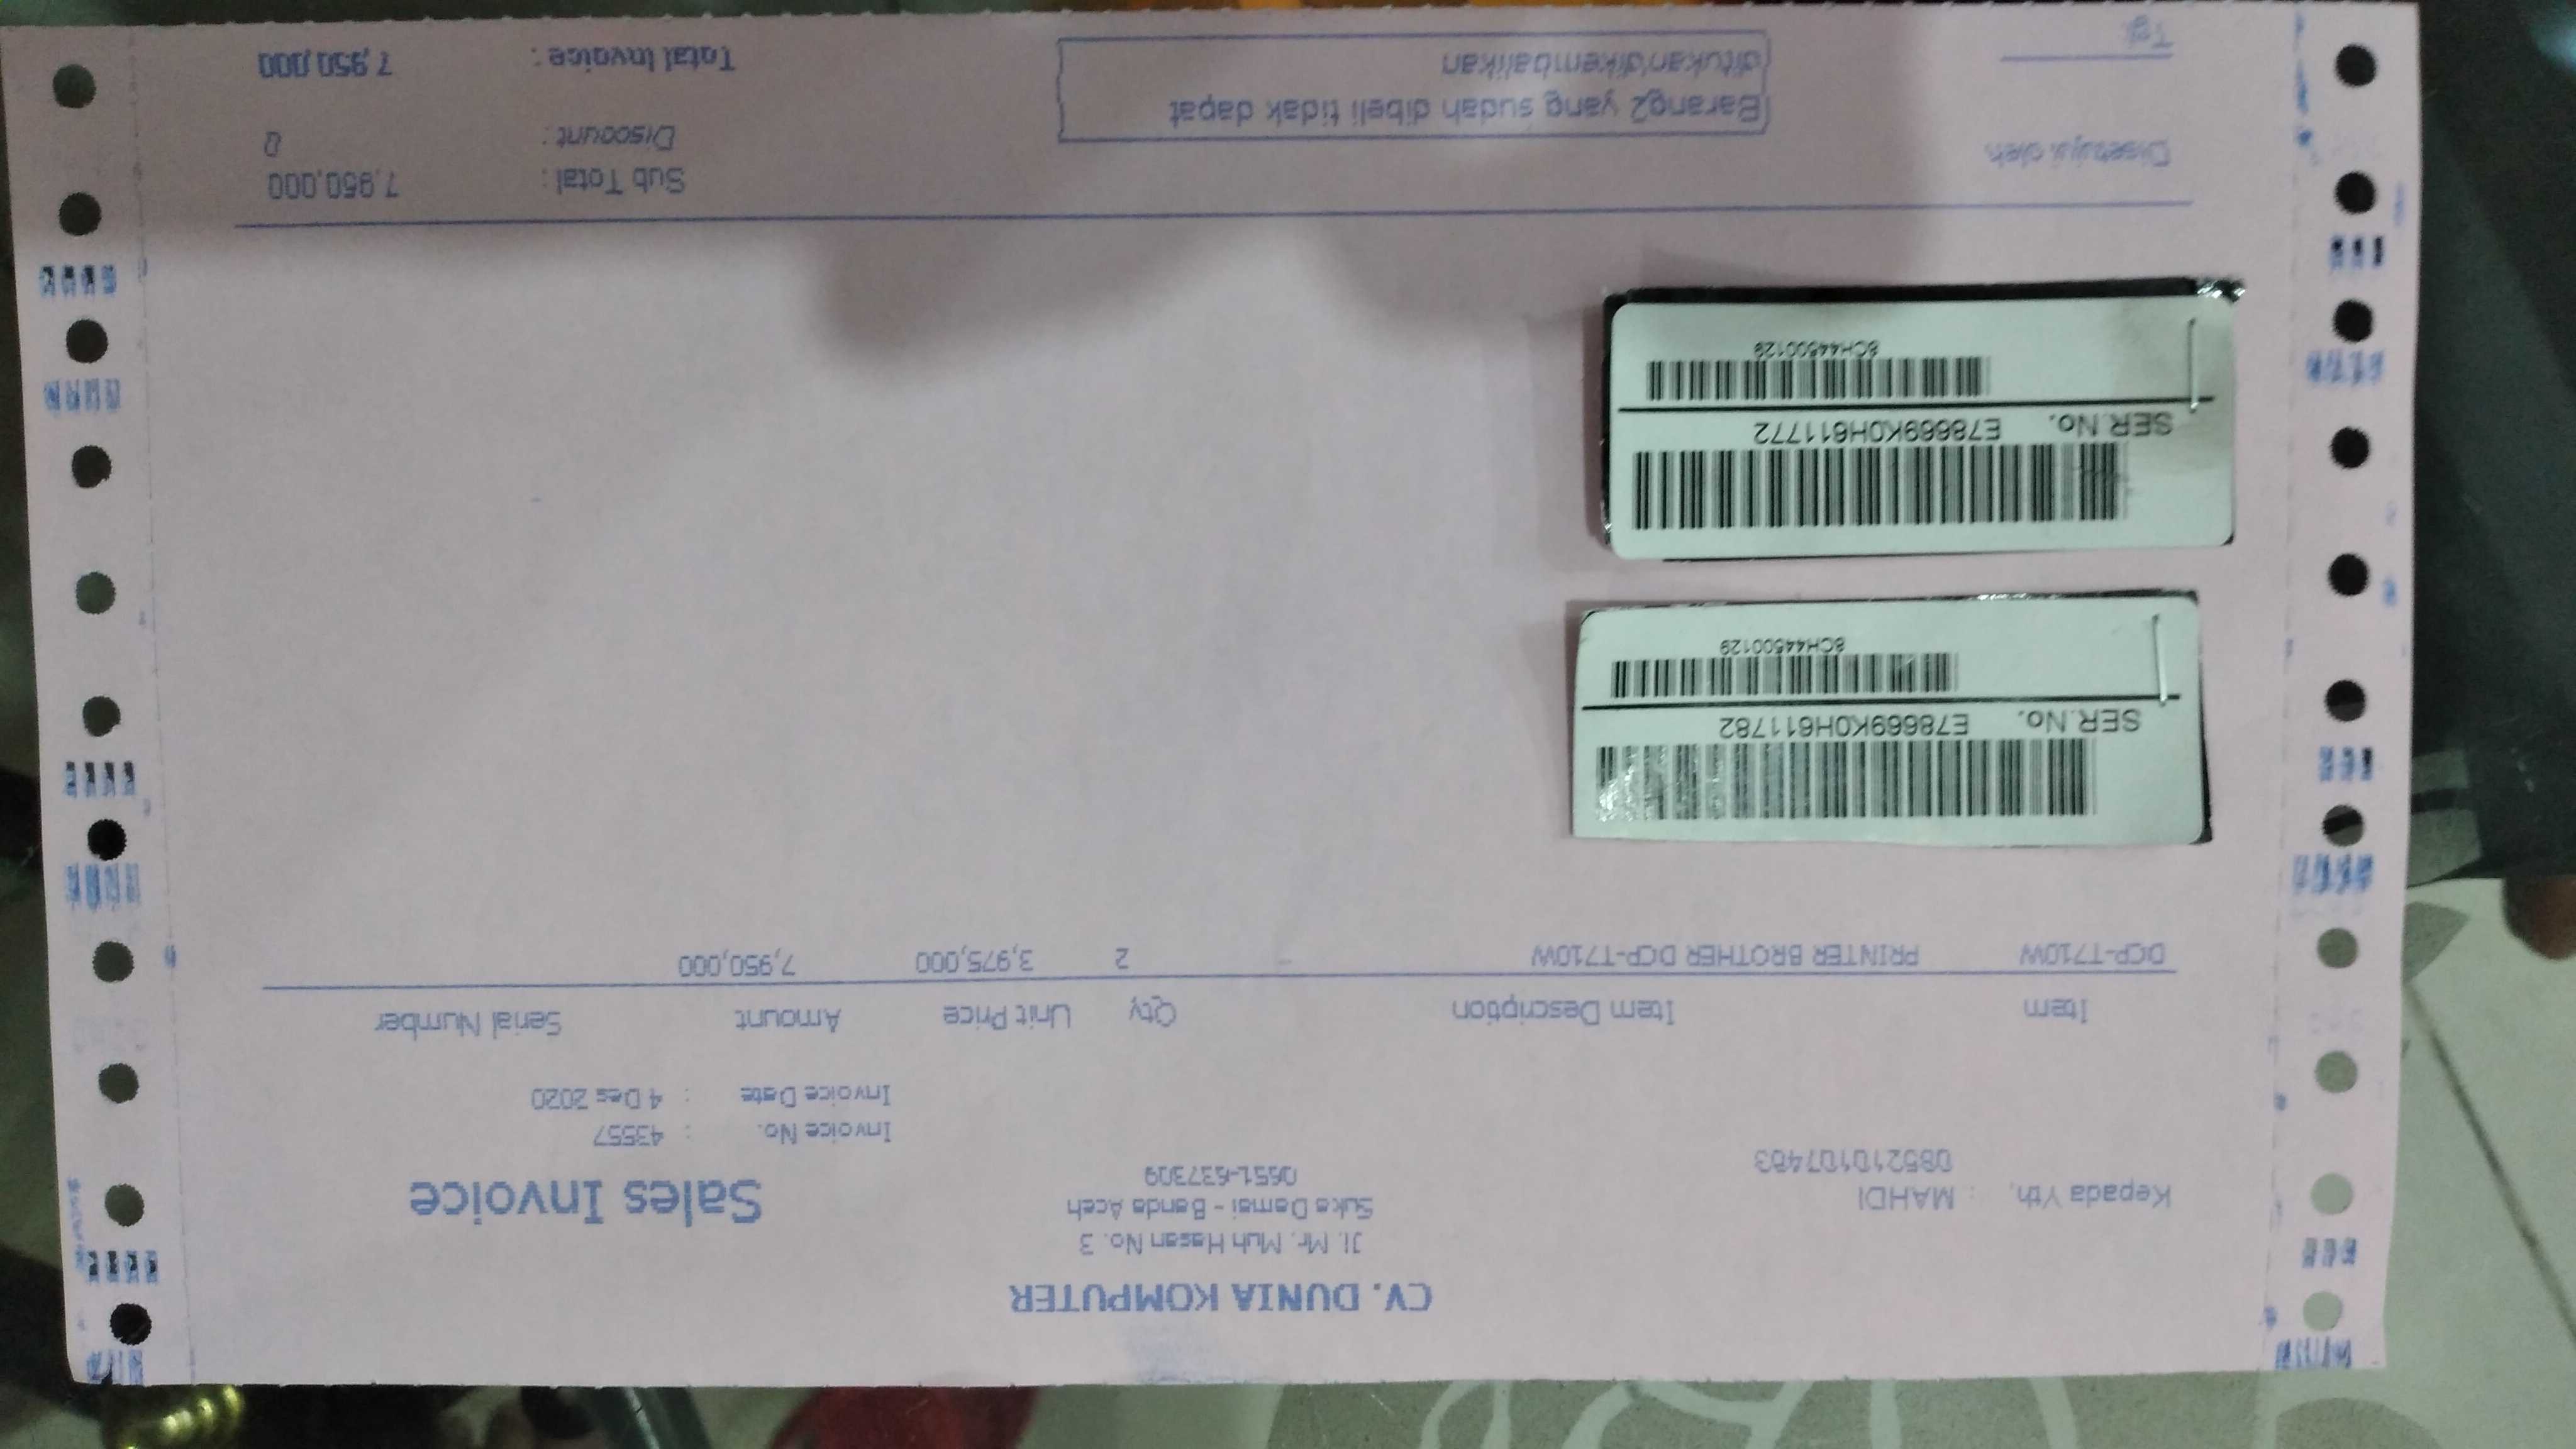 CV. DUNIA KOMPUTER
Jl. Mr. Muh Hasan No. 3
Suka Damai - Banda Aceh
0651-637309
Kepada Yth, : MAHDI
085210107463
Sales Invoice
Invoice No. : 43557
Invoice Date : 4 Des 2020
Item Item Description Qty Unit Price Amount Serial Number
DCP-T710W PRINTER BROTHER DCP-T710W 2 3,975,000 7,950,000
SER.No. E78669K0H611782
8CH44500129
SER.No. E78669K0H611772
8CH44500129
Disetujui oleh
Tgl.
Barang2 yang sudah dibeli tidak dapat
ditukar/dikembalikan
Sub Total : 7,950,000
Discount : 0
Total Invoice : 7,950,000